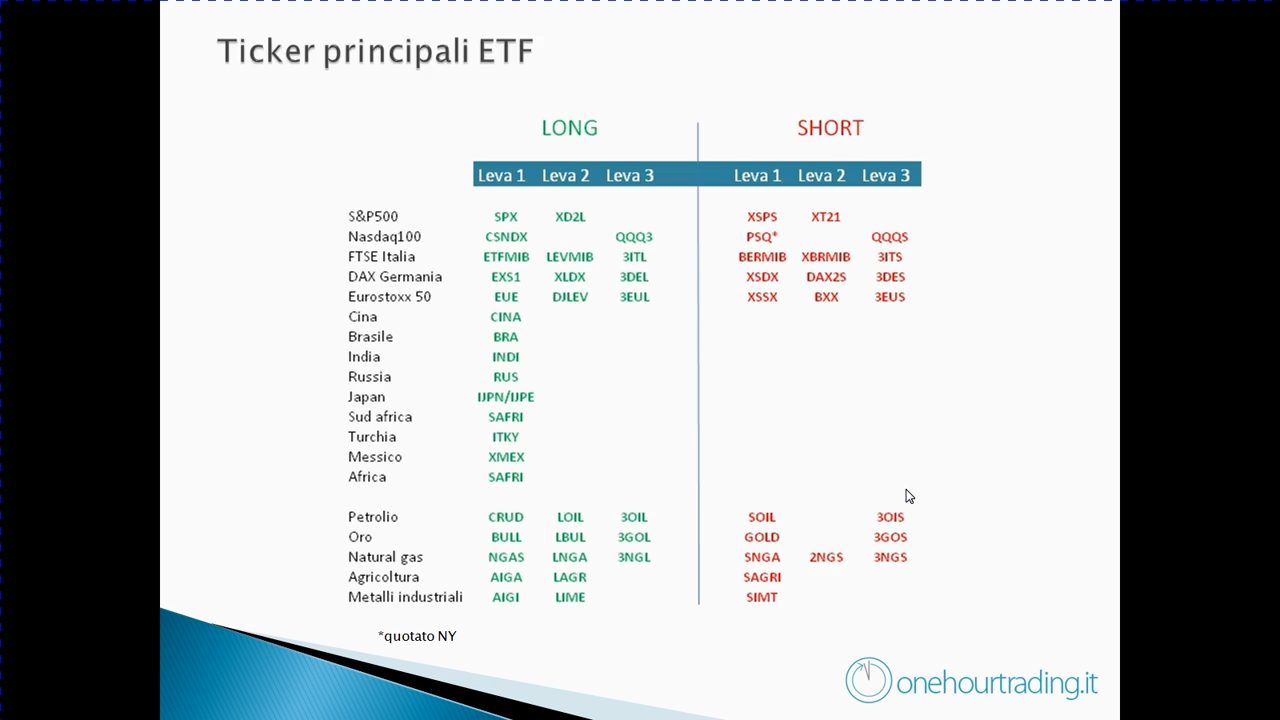 Ticker principali ETF
LONG SHORT
Leva 1 Leva 2 Leva 3 Leva 1 Leva 2 Leva 3
S&P500 SPX XD2L XSPS XT21
Nasdaq100 CSNDX QQQ3 PSQ* QQQS
FTSE Italia ETFMIB LEVMIB 3ITL BERMIB XBRMIB 3ITS
DAX Germania EXS1 XLDX 3DEL XSDX DAX2S 3DES
Eurostoxx 50 EUE DJLEV 3EUL XSSX BXX 3EUS
Cina CINA
Brasile BRA
India INDI
Russia RUS
Japan IJPN/IJPE
Sud africa SAFRI
Turchia ITKY
Messico XMEX
Africa SAFRI
Petrolio CRUD LOIL 3OIL SOIL 3OIS
Oro BULL LBUL 3GOL GOLD 3GOS
Natural gas NGAS LNGA 3NGL SNGA 2NGS 3NGS
Agricoltura AIGA LAGR SAGRI
Metalli industriali AIGI LIME SIMT
*quotato NY
onehourtrading.it